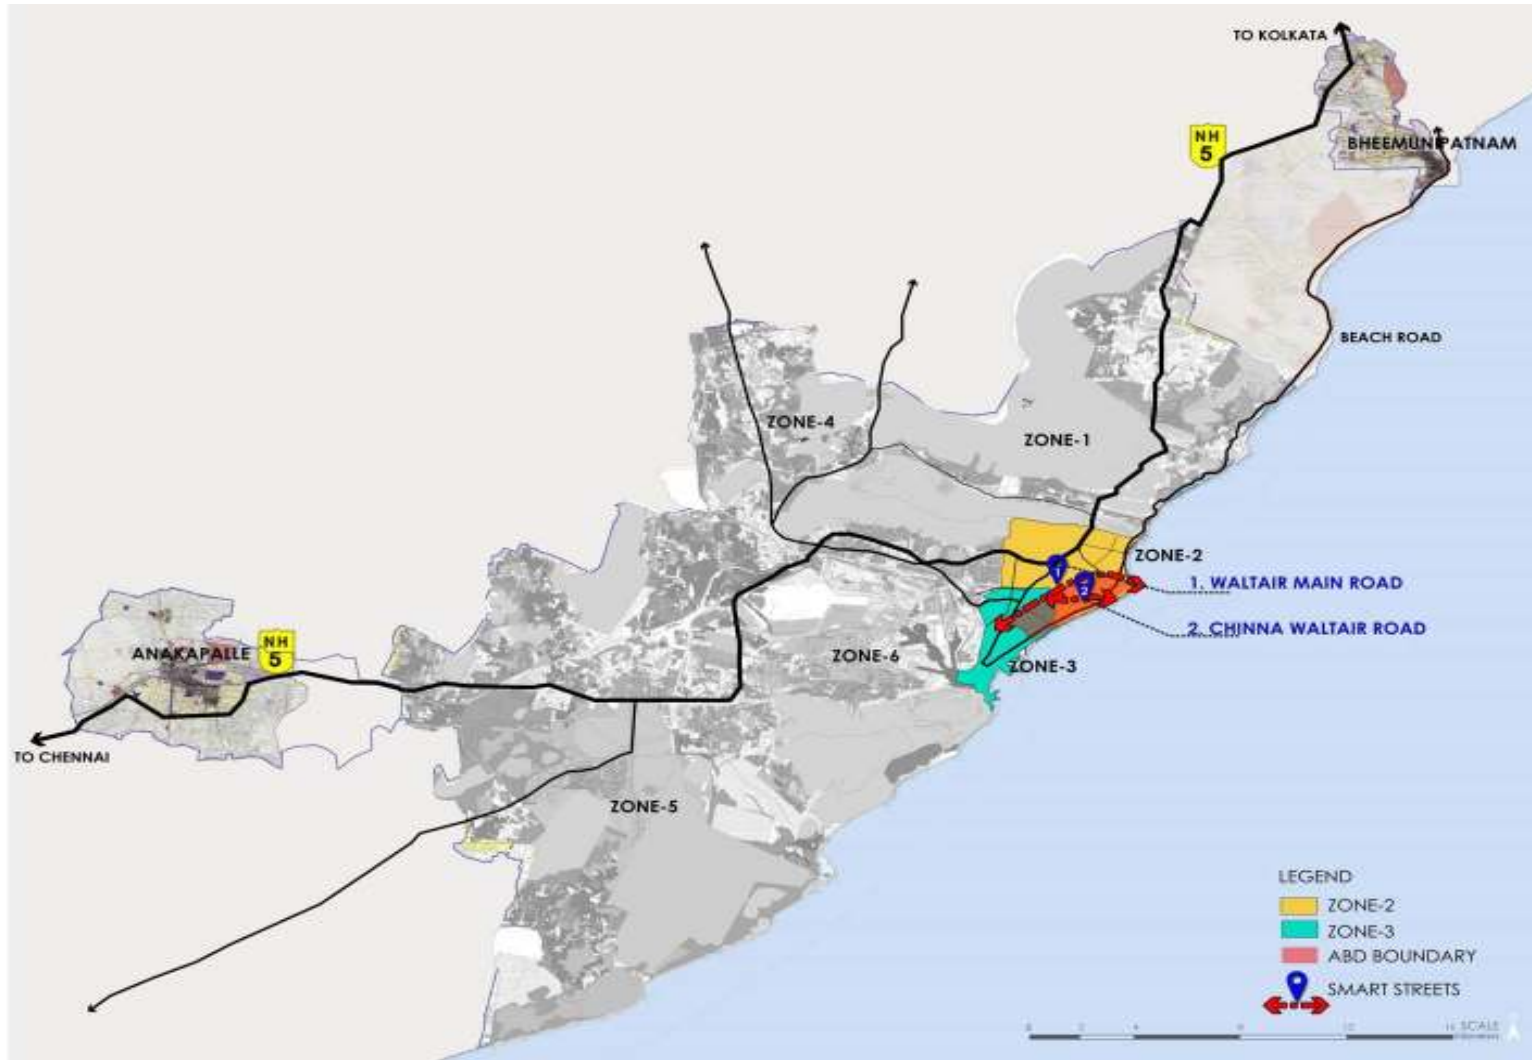 TO KOLKATA
NH
5
BHEEMUNIPATNAM
BEACH ROAD
ZONE-4
ZONE-1
ZONE-2
1
2
1. WALTAIR MAIN ROAD
2. CHINNA WALTAIR ROAD
ANAKAPALLE
NH
5
ZONE-6
ZONE-3
TO CHENNAI
ZONE-5
LEGEND
ZONE-2
ZONE-3
ABD BOUNDARY
SMART STREETS
SCALE